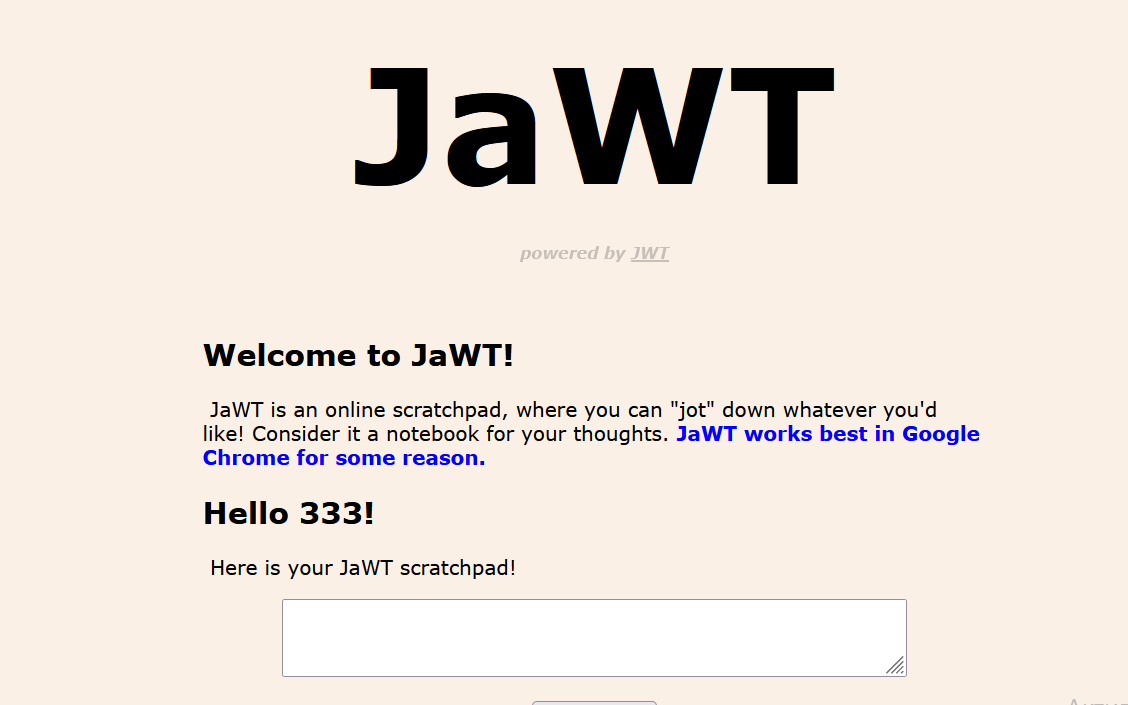 JaWT
powered by JWT
Welcome to JaWT!
JaWT is an online scratchpad, where you can "jot" down whatever you'd
like! Consider it a notebook for your thoughts. JaWT works best in Google
Chrome for some reason.
Hello 333!
Here is your JaWT scratchpad!